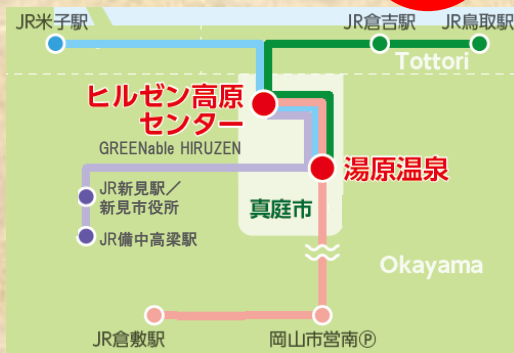 JR米子駅
JR倉吉駅
JR鳥取駅
Tottori
ヒルゼン高原
センター
GREENable HIRUZEN
湯原温泉
JR新見駅／
新見市役所
真庭市
JR備中高梁駅
Okayama
JR倉敷駅
岡山市営南Ⓟ